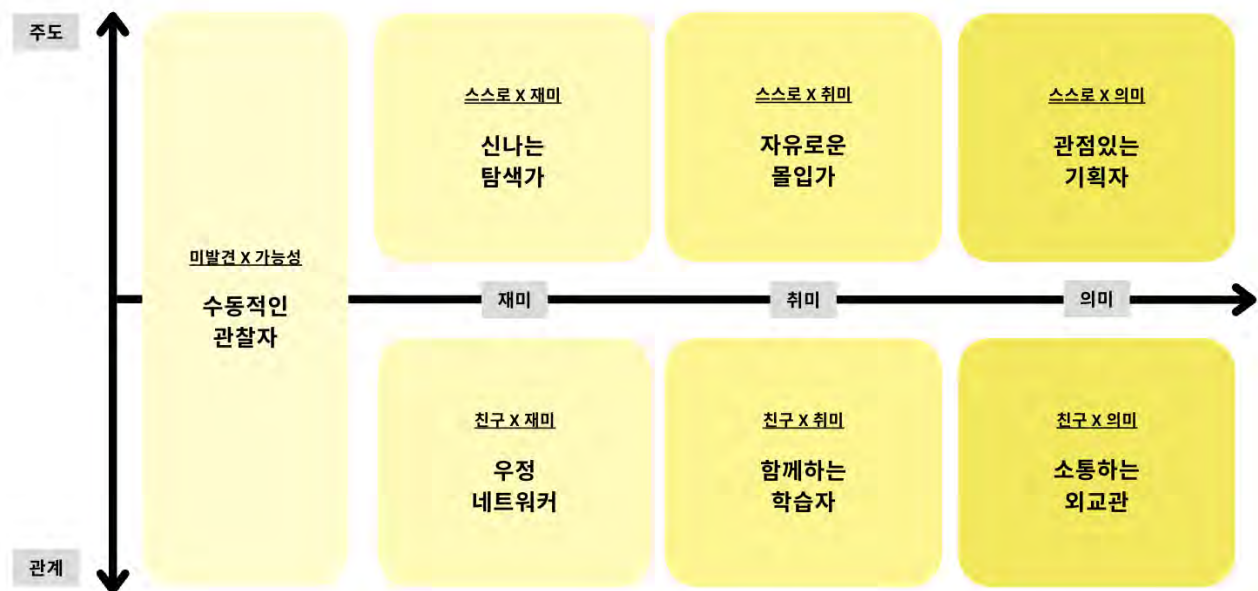 주도
스스로 X 재미
신나는
탐색가
스스로 X 취미
자유로운
몰입가
스스로 X 의미
관점있는
기획자
미발견 X 가능성
수동적인
관찰자
재미
취미
의미
친구 X 재미
우정
네트워커
친구 X 취미
함께하는
학습자
친구 X 의미
소통하는
외교관
관계